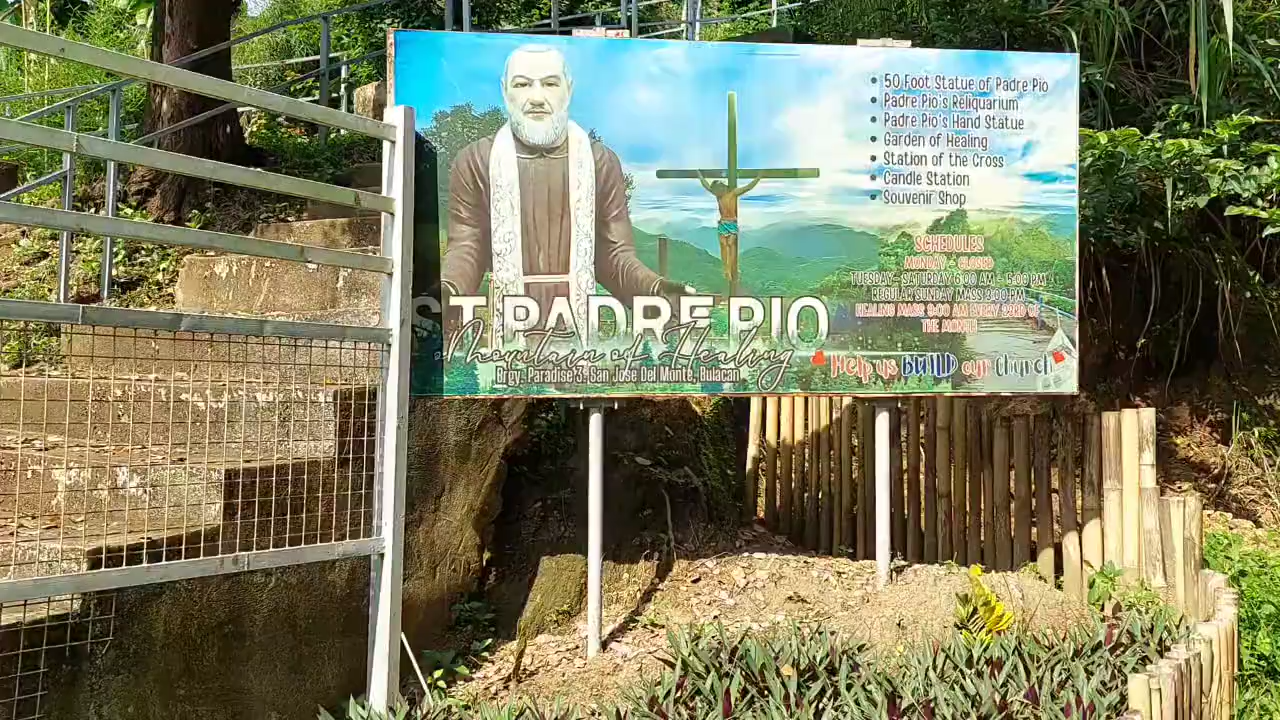 • 50 Foot Statue of Padre Pio
• Padre Pio's Reliquarium
• Padre Pio's Hand Statue
• Garden of Healing
• Station of the Cross
• Candle Station
• Souvenir Shop
SCHEDULES
MONDAY - CLOSED
TUESDAY - SATURDAY 6:00 AM - 5:00 PM
REGULAR SUNDAY MASS 3:00 PM
HEALING MASS 9:00 AM EVERY 23RD OF
THE MONTH
ST. PADRE PIO
Mountain of Healing
Brgy. Paradise 3, San Jose Del Monte, Bulacan
Help us BUILD our Church